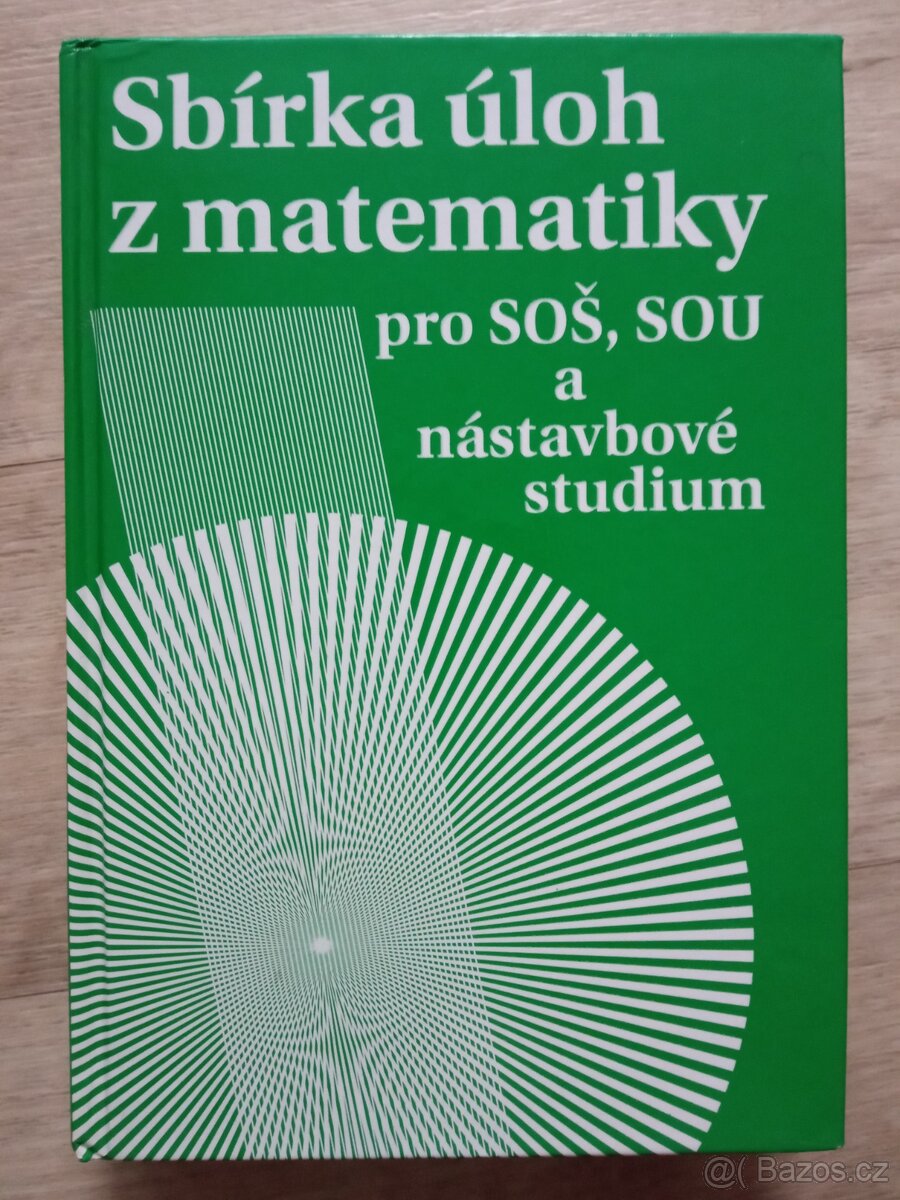 Sbírka úloh
z matematiky
pro SOŠ, SOU
a
nástavbové
studium
@( Bazos.cz